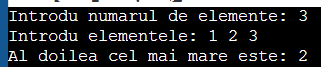 Introdu numarul de elemente: 3
Introdu elementele: 1 2 3
Al doilea cel mai mare este: 2